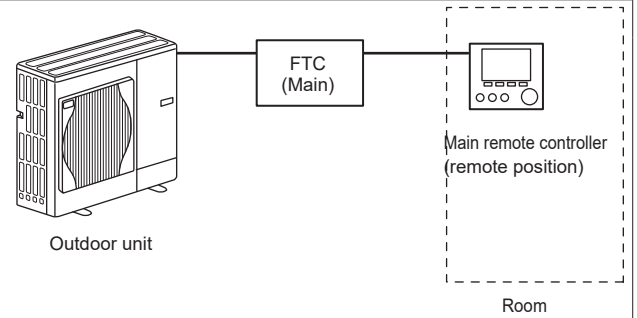 FTC
(Main)
Main remote controller
(remote position)
Outdoor unit
Room